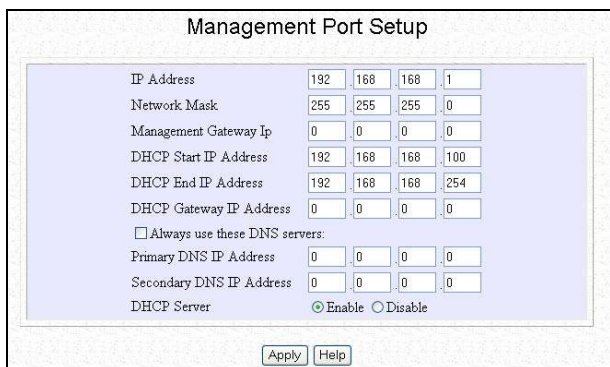 Management Port Setup
IP Address 192 . 168 . 168 . 1
Network Mask 255 . 255 . 255 . 0
Management Gateway Ip 0 . 0 . 0 . 0
DHCP Start IP Address 192 . 168 . 168 . 100
DHCP End IP Address 192 . 168 . 168 . 254
DHCP Gateway IP Address 0 . 0 . 0 . 0
Always use these DNS servers:
Primary DNS IP Address 0 . 0 . 0 . 0
Secondary DNS IP Address 0 . 0 . 0 . 0
DHCP Server Enable Disable
Apply Help